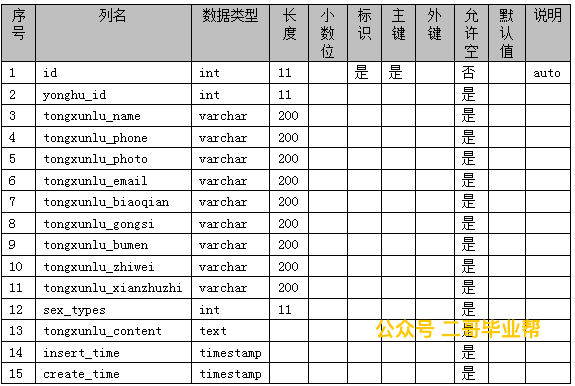 序号 列名 数据类型 长度 小数位 标识 主键 外键 允许空 默认值 说明
1 id int 11 是 是 否 auto
2 yonghu_id int 11 是
3 tongxunlu_name varchar 200 是
4 tongxunlu_phone varchar 200 是
5 tongxunlu_photo varchar 200 是
6 tongxunlu_email varchar 200 是
7 tongxunlu_biaoqian varchar 200 是
8 tongxunlu_gongsi varchar 200 是
9 tongxunlu_bumen varchar 200 是
10 tongxunlu_zhiwei varchar 200 是
11 tongxunlu_xianzhuzhi varchar 200 是
12 sex_types int 11 是
13 tongxunlu_content text 是
公众号 二哥毕业帮
14 insert_time timestamp 是
15 create_time timestamp 是